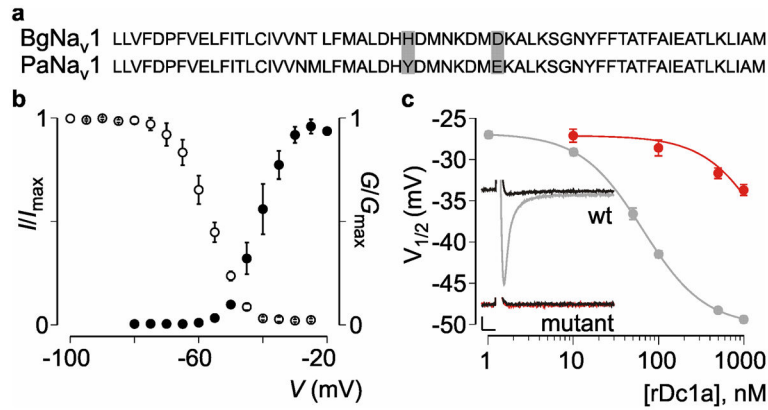 a
BgNav1 LLVFDPFVELFITLCIVVNT LFMALDHHDMNKDMDKALKSGNYFFTATFAIEATLKLIAM
PaNav1 LLVFDPFVELFITLCIVVNMLFMALDHYDMNKDMEKALKSGNYFFTATFAIEATLKLIAM
b
1
0
I/Imax
1
0
G/Gmax
-100 -60 -20
V (mV)
c
-25
-30
-35
-40
-45
-50
V1/2 (mV)
wt
mutant
1 10 100 1000
[rDc1a], nM